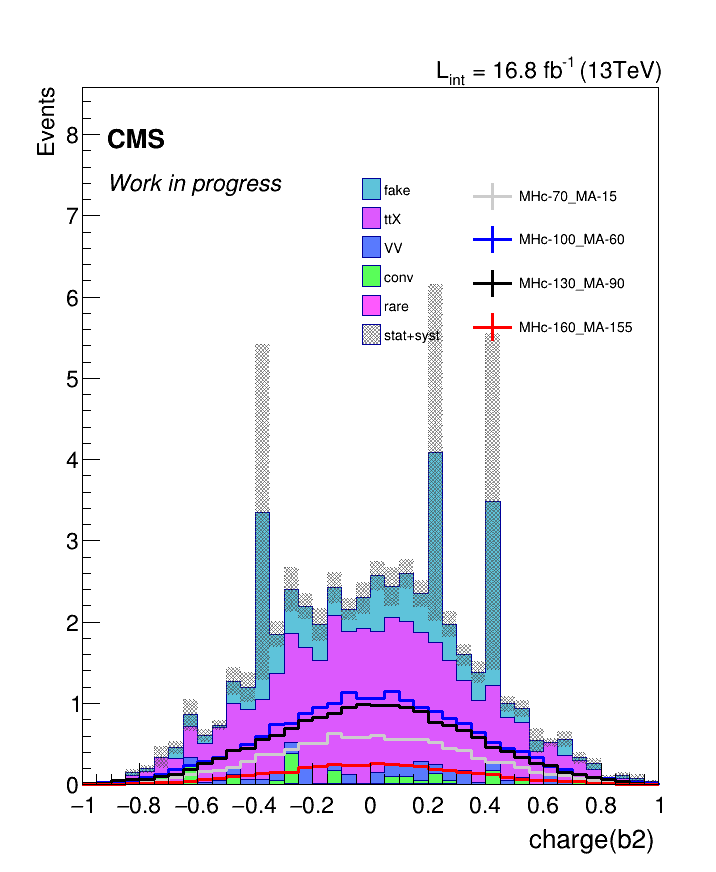 L_int = 16.8 fb^-1 (13TeV)
Events
CMS
Work in progress
fake
ttX
VV
conv
rare
stat+syst
MHc-70_MA-15
MHc-100_MA-60
MHc-130_MA-90
MHc-160_MA-155
8
7
6
5
4
3
2
1
0
−1 −0.8 −0.6 −0.4 −0.2 0 0.2 0.4 0.6 0.8 1
charge(b2)